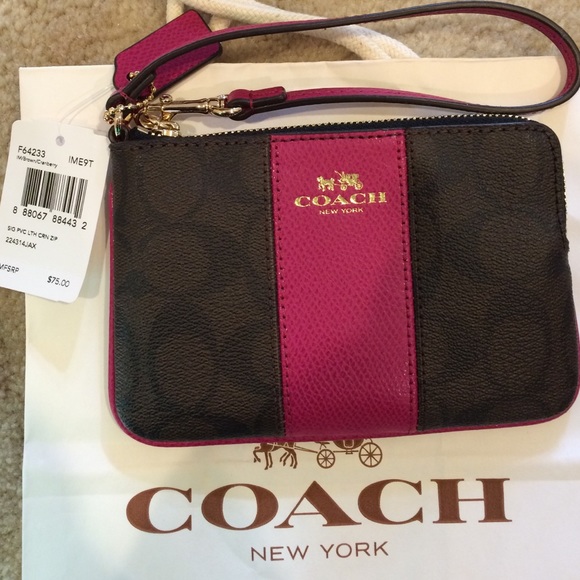 F64233 IME9T
IM/Brown/Cranberry
8 88067 88443 2
SIG PVC LTH CRN ZIP
224314JAX
MFSRP $75.00
COACH
NEW YORK
COACH
NEW YORK